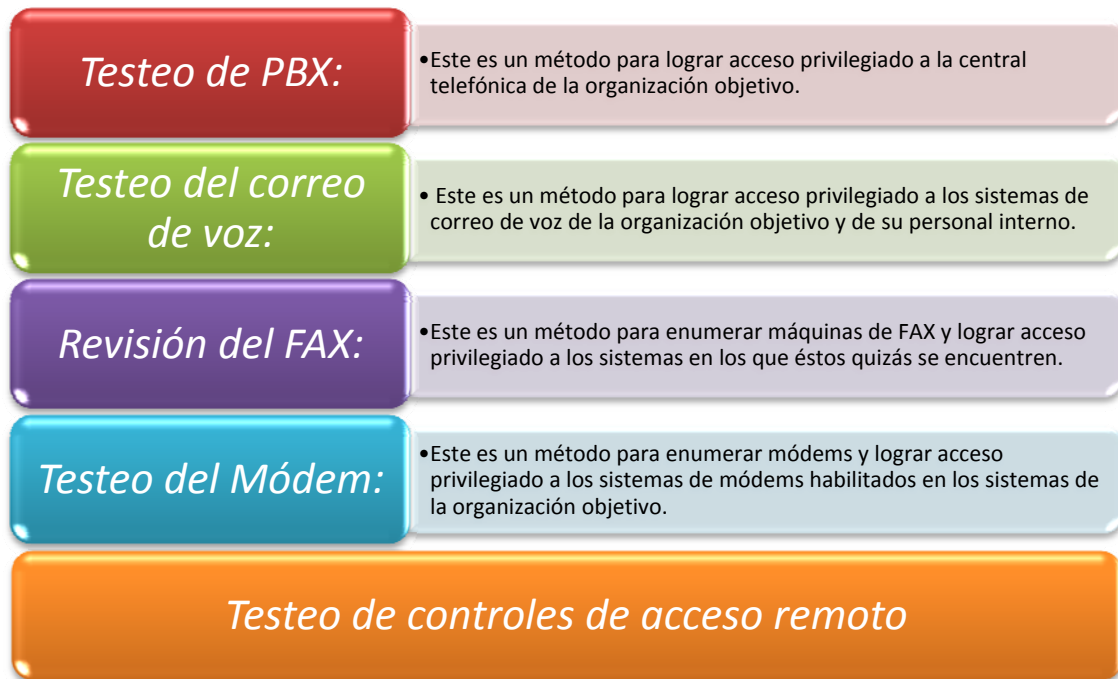 Testeo de PBX:
•Este es un método para lograr acceso privilegiado a la central
telefónica de la organización objetivo.
Testeo del correo
de voz:
• Este es un método para lograr acceso privilegiado a los sistemas de
correo de voz de la organización objetivo y de su personal interno.
Revisión del FAX:
•Este es un método para enumerar máquinas de FAX y lograr acceso
privilegiado a los sistemas en los que éstos quizás se encuentren.
Testeo del Módem:
•Este es un método para enumerar módems y lograr acceso
privilegiado a los sistemas de módems habilitados en los sistemas de
la organización objetivo.
Testeo de controles de acceso remoto